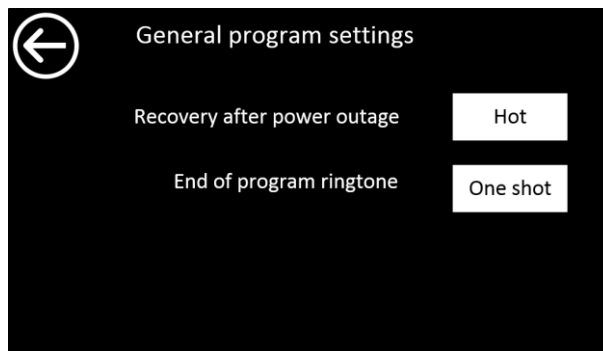 General program settings
Recovery after power outage Hot
End of program ringtone One shot